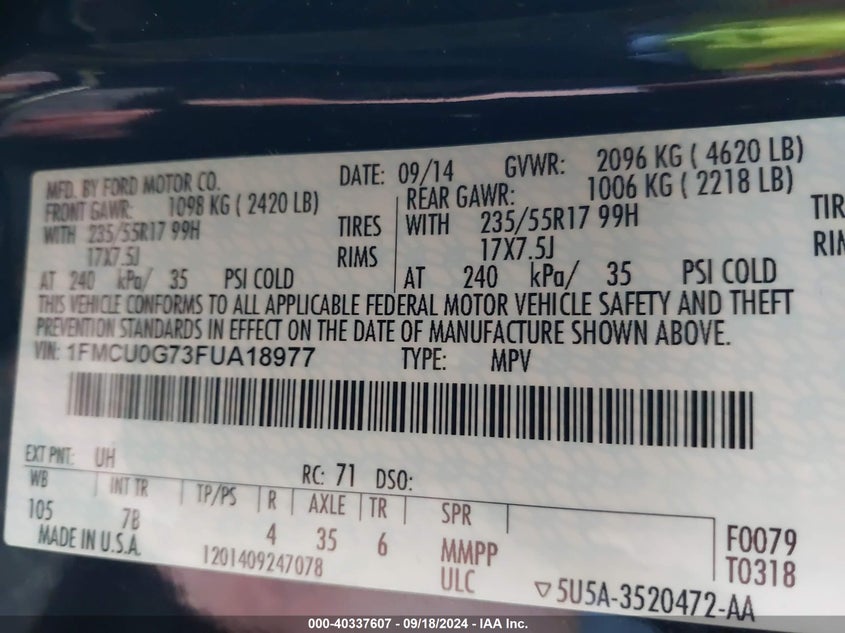 MFD. BY FORD MOTOR CO. DATE: 09/14 GVWR: 2096 KG ( 4620 LB)
FRONT GAWR: 1098 KG ( 2420 LB) REAR GAWR: 1006 KG ( 2218 LB)
WITH 235/55R17 99H TIRES WITH 235/55R17 99H TIR
17X7.5J RIMS 17X7.5J RIM
AT 240 kPa/ 35 PSI COLD AT 240 kPa/ 35 PSI COLD
THIS VEHICLE CONFORMS TO ALL APPLICABLE FEDERAL MOTOR VEHICLE SAFETY AND THEFT
PREVENTION STANDARDS IN EFFECT ON THE DATE OF MANUFACTURE SHOWN ABOVE.
VIN: 1FMCU0G73FUA18977 TYPE: MPV
EXT PNT: UH RC: 71 DSO:
WB INT TR TP/PS R AXLE TR SPR
105 7B 4 35 6 MMPP F0079
MADE IN U.S.A. 1201409247078 ULC T0318
▽5U5A-3520472-AA
000-40337607 - 09/18/2024 - IAA Inc.